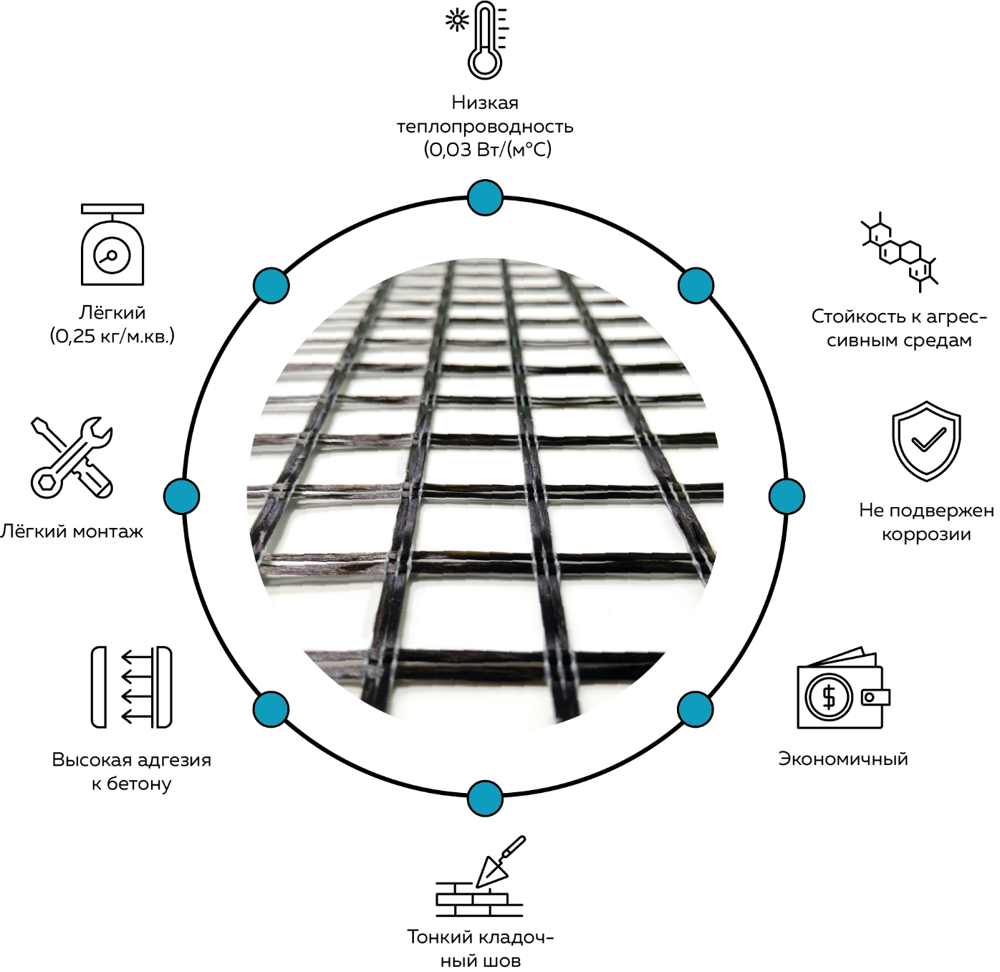 Низкая
теплопроводность
(0,03 Вт/(м°С)
Лёгкий
(0,25 кг/м.кв.)
Стойкость к агрес-
сивным средам
Лёгкий монтаж
Не подвержен
коррозии
Высокая адгезия
к бетону
Экономичный
Тонкий кладоч-
ный шов